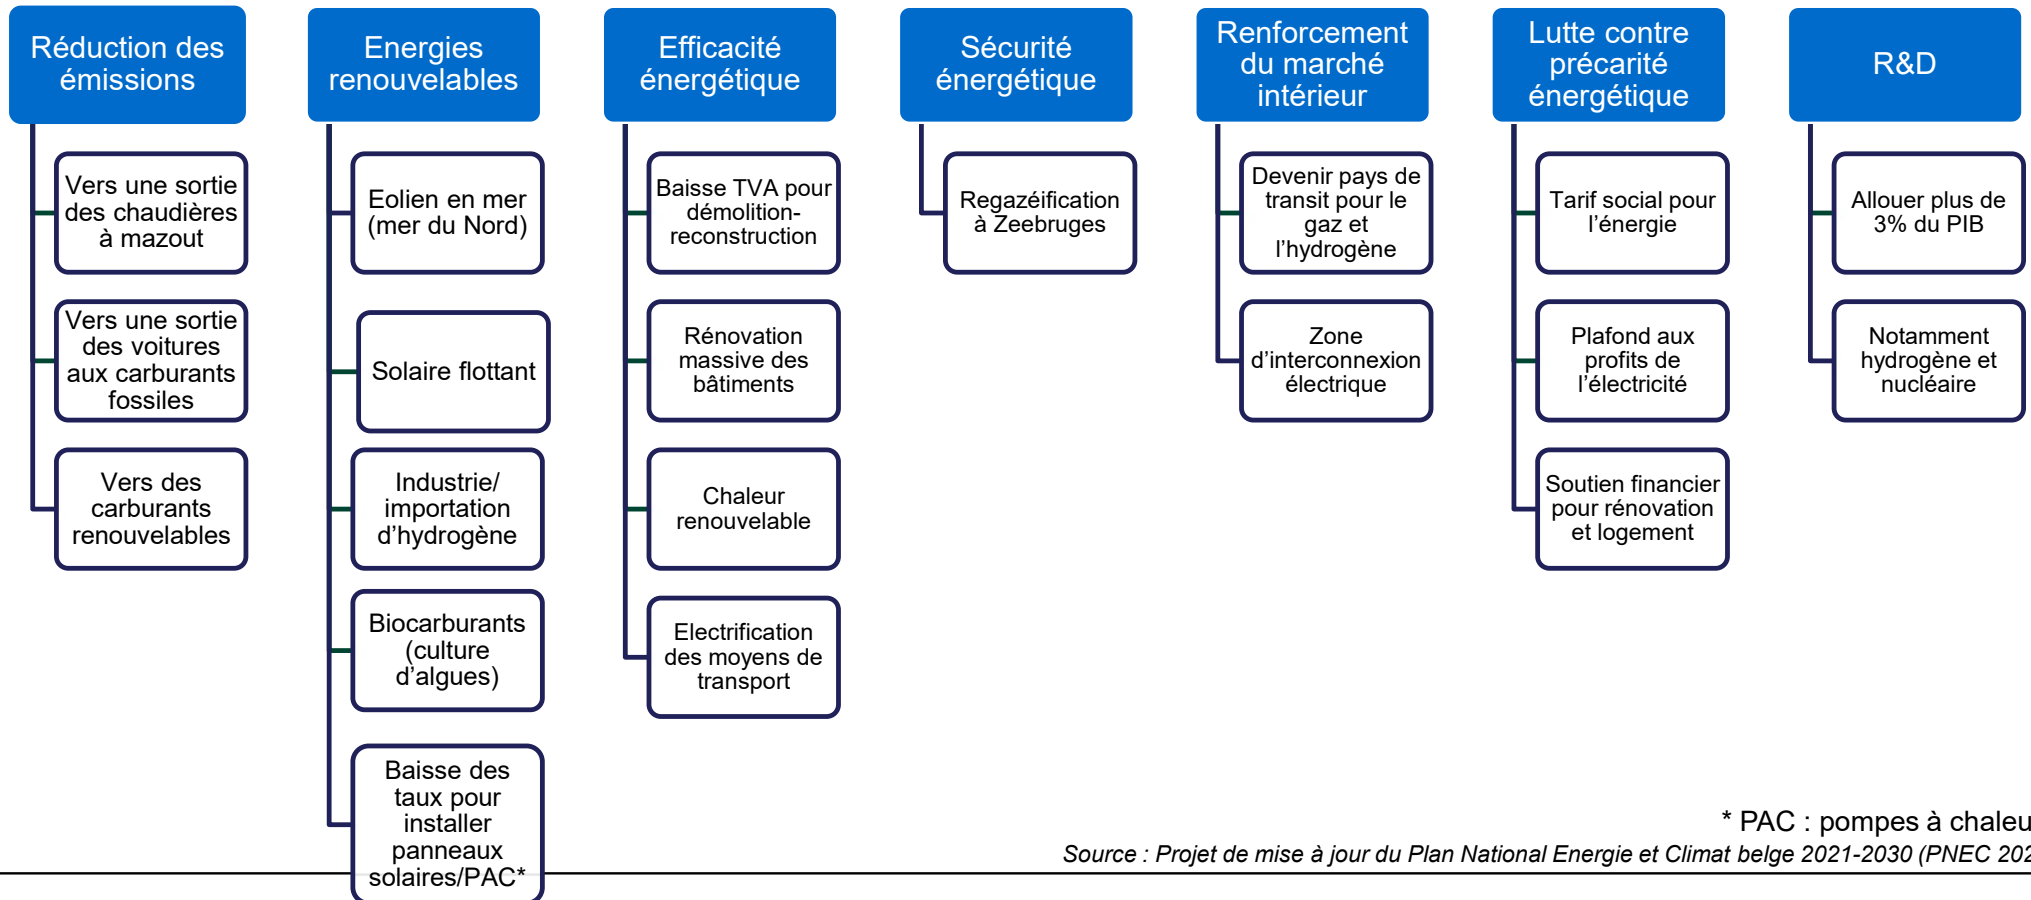 Réduction des
émissions
Vers une sortie
des chaudières
à mazout
Vers une sortie
des voitures
aux carburants
fossiles
Vers des
carburants
renouvelables
Energies
renouvelables
Eolien en mer
(mer du Nord)
Solaire flottant
Industrie/
importation
d’hydrogène
Biocarburants
(culture
d’algues)
Baisse des
taux pour
installer
panneaux
solaires/PAC*
Efficacité
énergétique
Baisse TVA pour
démolition-
reconstruction
Rénovation
massive des
bâtiments
Chaleur
renouvelable
Electrification
des moyens de
transport
Sécurité
énergétique
Regazéification
à Zeebruges
Renforcement
du marché
intérieur
Devenir pays de
transit pour le
gaz et
l’hydrogène
Zone
d’interconnexion
électrique
Lutte contre
précarité
énergétique
Tarif social pour
l’énergie
Plafond aux
profits de
l’électricité
Soutien financier
pour rénovation
et logement
R&D
Allouer plus de
3% du PIB
Notamment
hydrogène et
nucléaire
* PAC : pompes à chaleu
Source : Projet de mise à jour du Plan National Energie et Climat belge 2021-2030 (PNEC 202